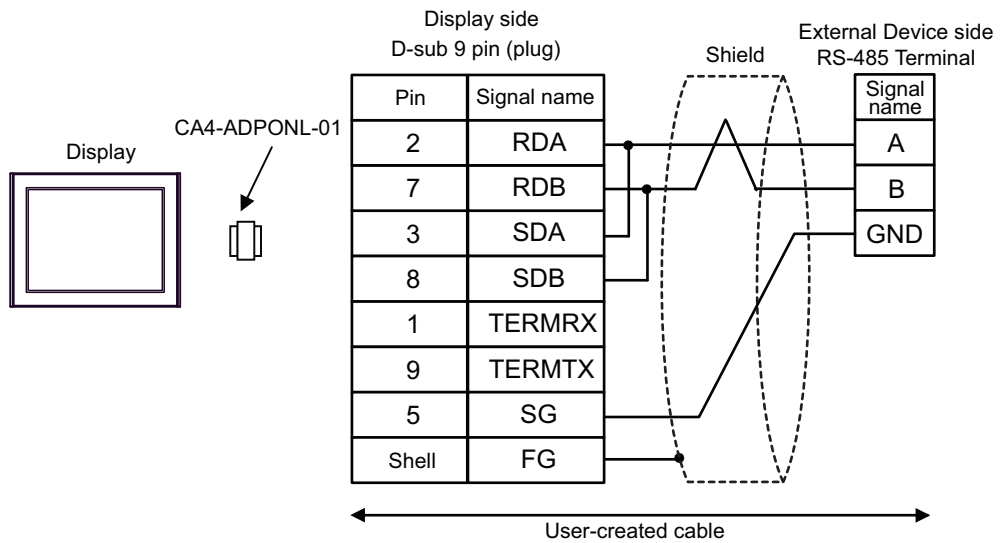 Display side
D-sub 9 pin (plug)
Shield
External Device side
RS-485 Terminal
Display
CA4-ADPONL-01
Pin Signal name
2 RDA
7 RDB
3 SDA
8 SDB
1 TERMRX
9 TERMTX
5 SG
Shell FG
Signal
name
A
B
GND
User-created cable